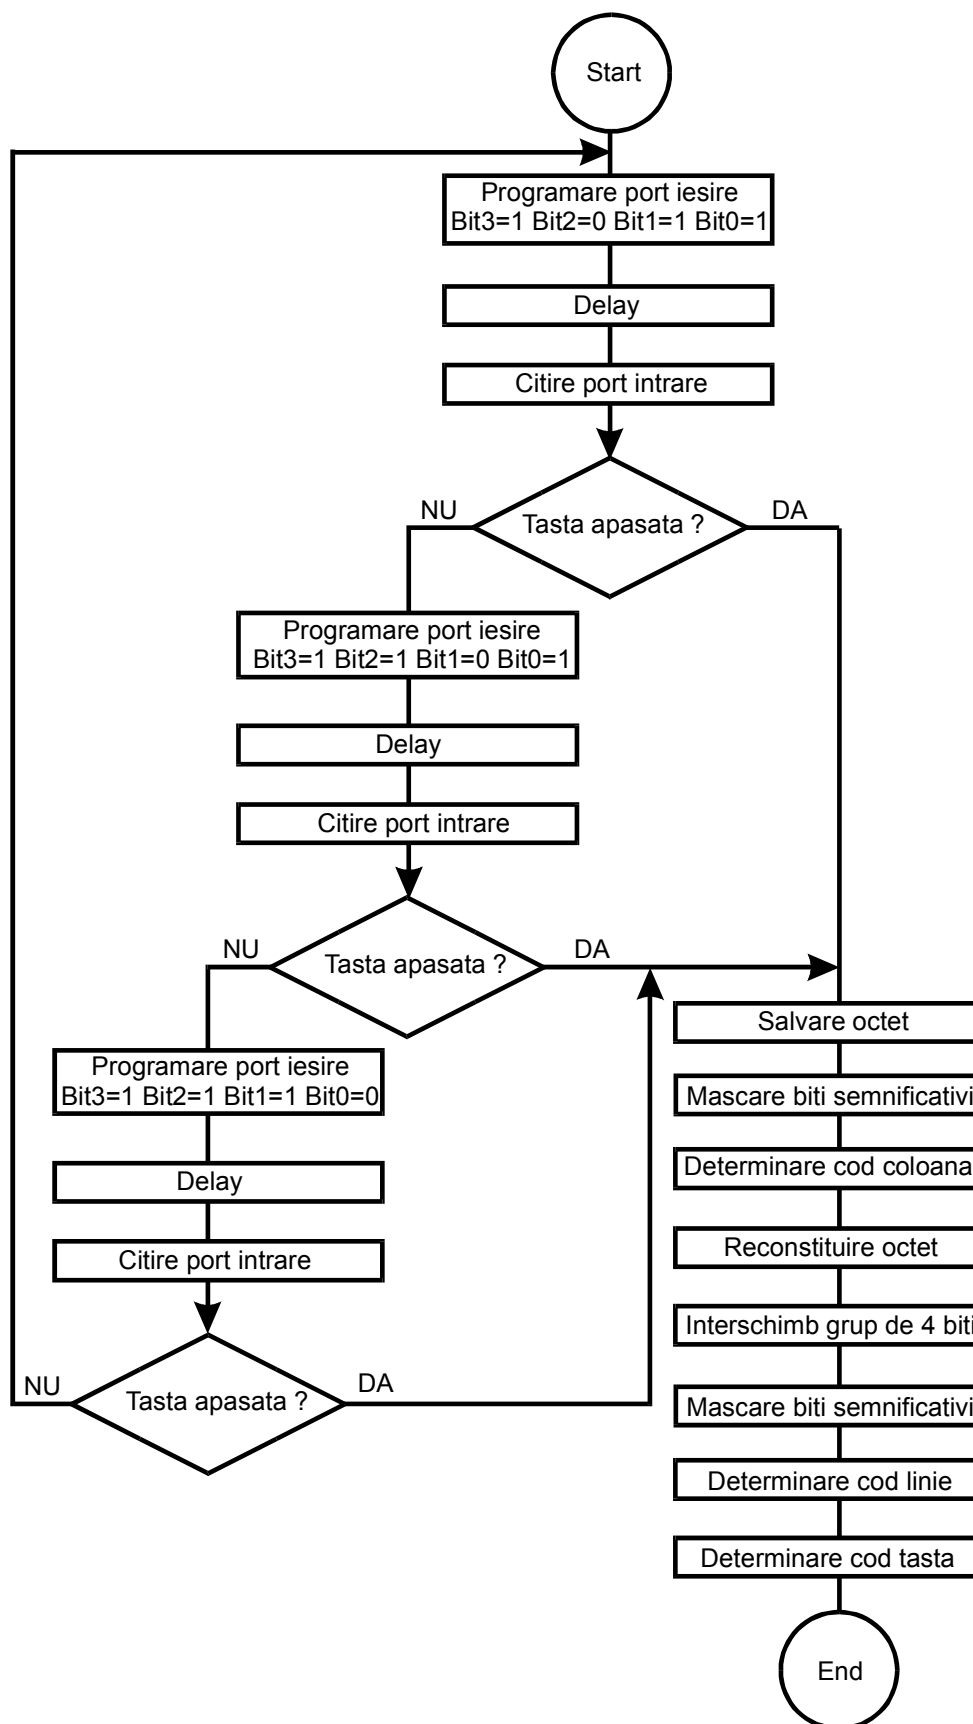 Start
Programare port iesire
Bit3=1 Bit2=0 Bit1=1 Bit0=1
Delay
Citire port intrare
NU
Tasta apasata ?
DA
Programare port iesire
Bit3=1 Bit2=1 Bit1=0 Bit0=1
Delay
Citire port intrare
NU
Tasta apasata ?
DA
Programare port iesire
Bit3=1 Bit2=1 Bit1=1 Bit0=0
Delay
Citire port intrare
NU
Tasta apasata ?
DA
Salvare octet
Mascare biti semnificativi
Determinare cod coloana
Reconstituire octet
Interschimb grup de 4 biti
Mascare biti semnificativi
Determinare cod linie
Determinare cod tasta
End